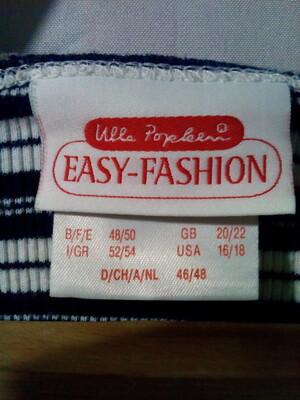 Ulla Popken ®
EASY-FASHION
B/F/E 48/50 GB 20/22
I/GR 52/54 USA 16/18
D/CH/A/NL 46/48